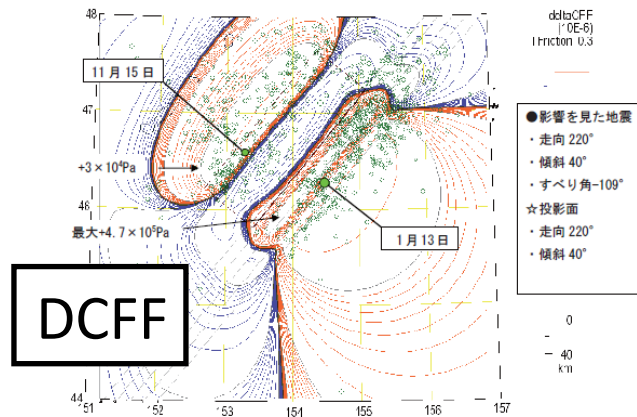 48
47
46
44
151
152
153
154
155
156
157
11月15日
+3×10⁴Pa
最大+4.7×10⁵Pa
1月13日
DCFF
deltaCFF
(10E-6)
Friction 0.3
●影響を見た地震
・走向 220°
・傾斜 40°
・すべり角-109°
☆投影面
・走向 220°
・傾斜 40°
0
40
km